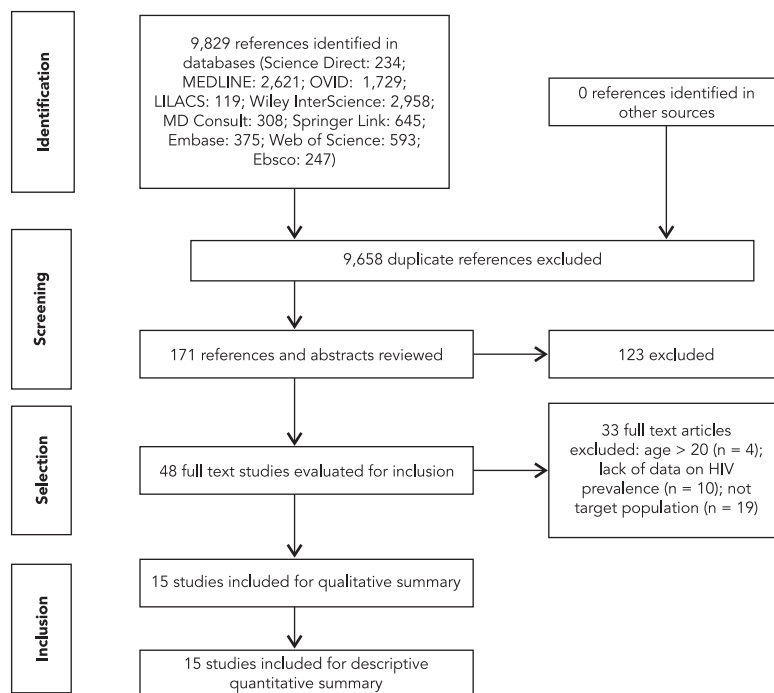 Identification
9,829 references identified in
databases (Science Direct: 234;
MEDLINE: 2,621; OVID: 1,729;
LILACS: 119; Wiley InterScience: 2,958;
MD Consult: 308; Springer Link: 645;
Embase: 375; Web of Science: 593;
Ebsco: 247)
0 references identified in
other sources
Screening
9,658 duplicate references excluded
171 references and abstracts reviewed
123 excluded
Selection
48 full text studies evaluated for inclusion
33 full text articles
excluded: age > 20 (n = 4);
lack of data on HIV
prevalence (n = 10); not
target population (n = 19)
Inclusion
15 studies included for qualitative summary
15 studies included for descriptive
quantitative summary